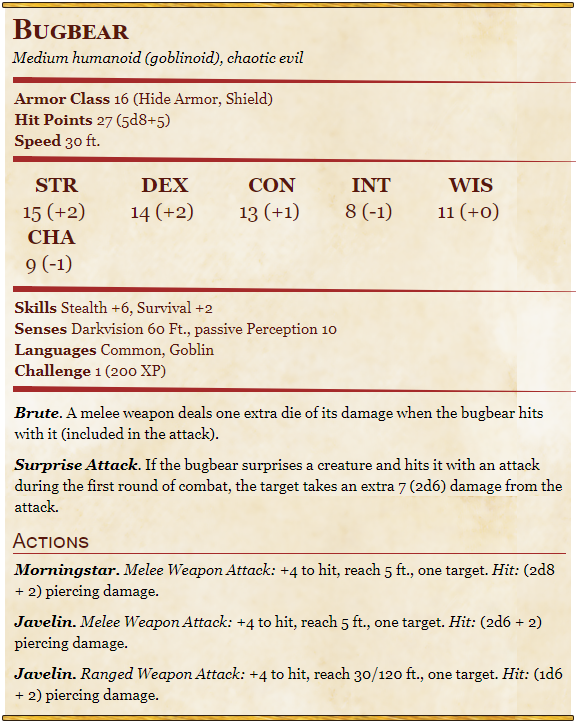 Bugbear
Medium humanoid (goblinoid), chaotic evil
Armor Class 16 (Hide Armor, Shield)
Hit Points 27 (5d8+5)
Speed 30 ft.
STR DEX CON INT WIS
15 (+2) 14 (+2) 13 (+1) 8 (-1) 11 (+0)
CHA
9 (-1)
Skills Stealth +6, Survival +2
Senses Darkvision 60 Ft., passive Perception 10
Languages Common, Goblin
Challenge 1 (200 XP)
Brute. A melee weapon deals one extra die of its damage when the bugbear hits
with it (included in the attack).
Surprise Attack. If the bugbear surprises a creature and hits it with an attack
during the first round of combat, the target takes an extra 7 (2d6) damage from the
attack.
Actions
Morningstar. Melee Weapon Attack: +4 to hit, reach 5 ft., one target. Hit: (2d8
+ 2) piercing damage.
Javelin. Melee Weapon Attack: +4 to hit, reach 5 ft., one target. Hit: (2d6 + 2)
piercing damage.
Javelin. Ranged Weapon Attack: +4 to hit, reach 30/120 ft., one target. Hit: (1d6
+ 2) piercing damage.